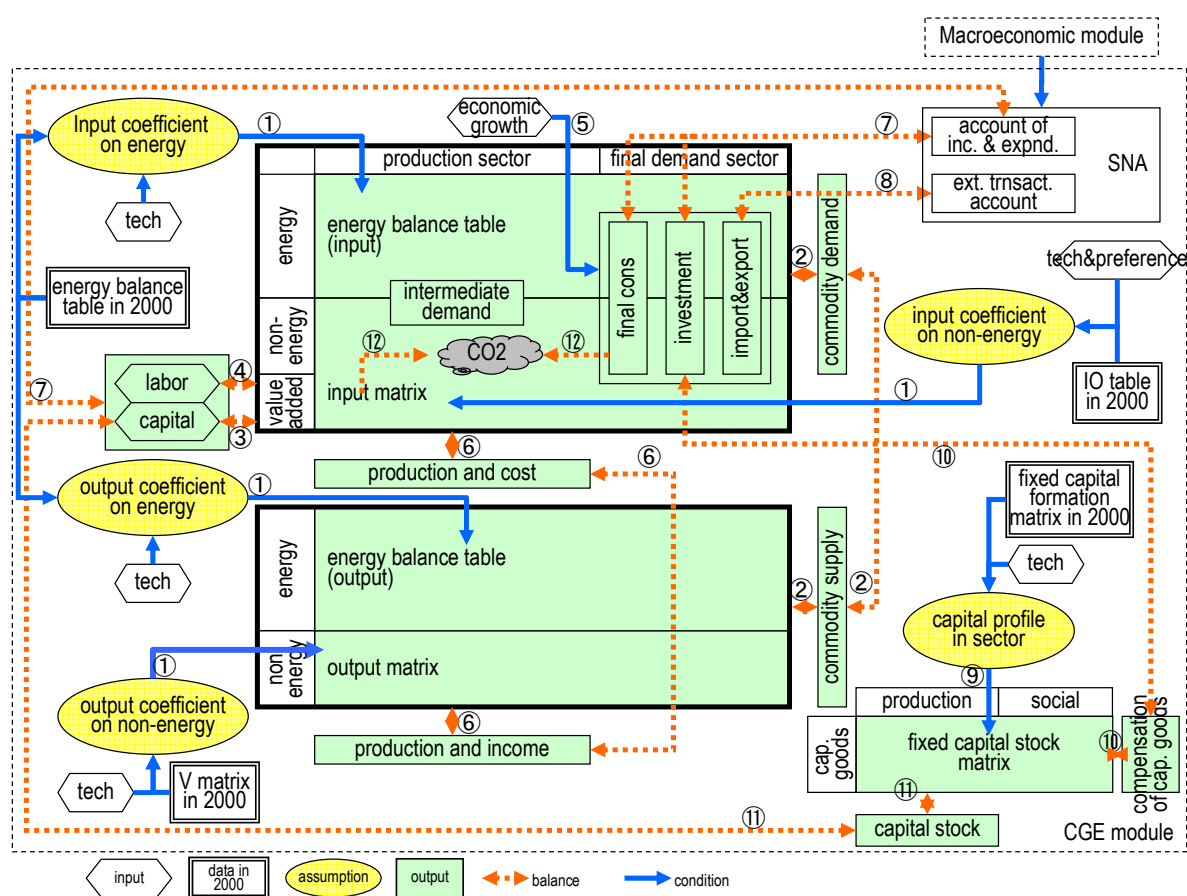 Macroeconomic module
economic
growth
⑤
Input coefficient
on energy
①
tech
energy balance
table in 2000
production sector
final demand sector
energy
non-
energy
value
added
energy balance table
(input)
intermediate
demand
CO2
⑫
⑫
input matrix
final cons
investment
import&export
②
commodity demand
⑦
⑧
account of
inc. & expnd.
ext. trnsact.
account
SNA
tech&preference
input coefficient
on non-energy
①
IO table
in 2000
labor
capital
④
③
⑦
⑥
production and cost
⑥
output coefficient
on energy
①
tech
energy
non
energy
energy balance table
(output)
output matrix
②
commodity supply
②
⑥
production and income
①
output coefficient
on non-energy
tech
V matrix
in 2000
⑩
fixed capital
formation
matrix in 2000
tech
capital profile
in sector
⑨
production
social
cap.
goods
fixed capital stock
matrix
⑩
compensation
of cap. goods
⑪
capital stock
⑪
CGE module
input
data in
2000
assumption
output
balance
condition